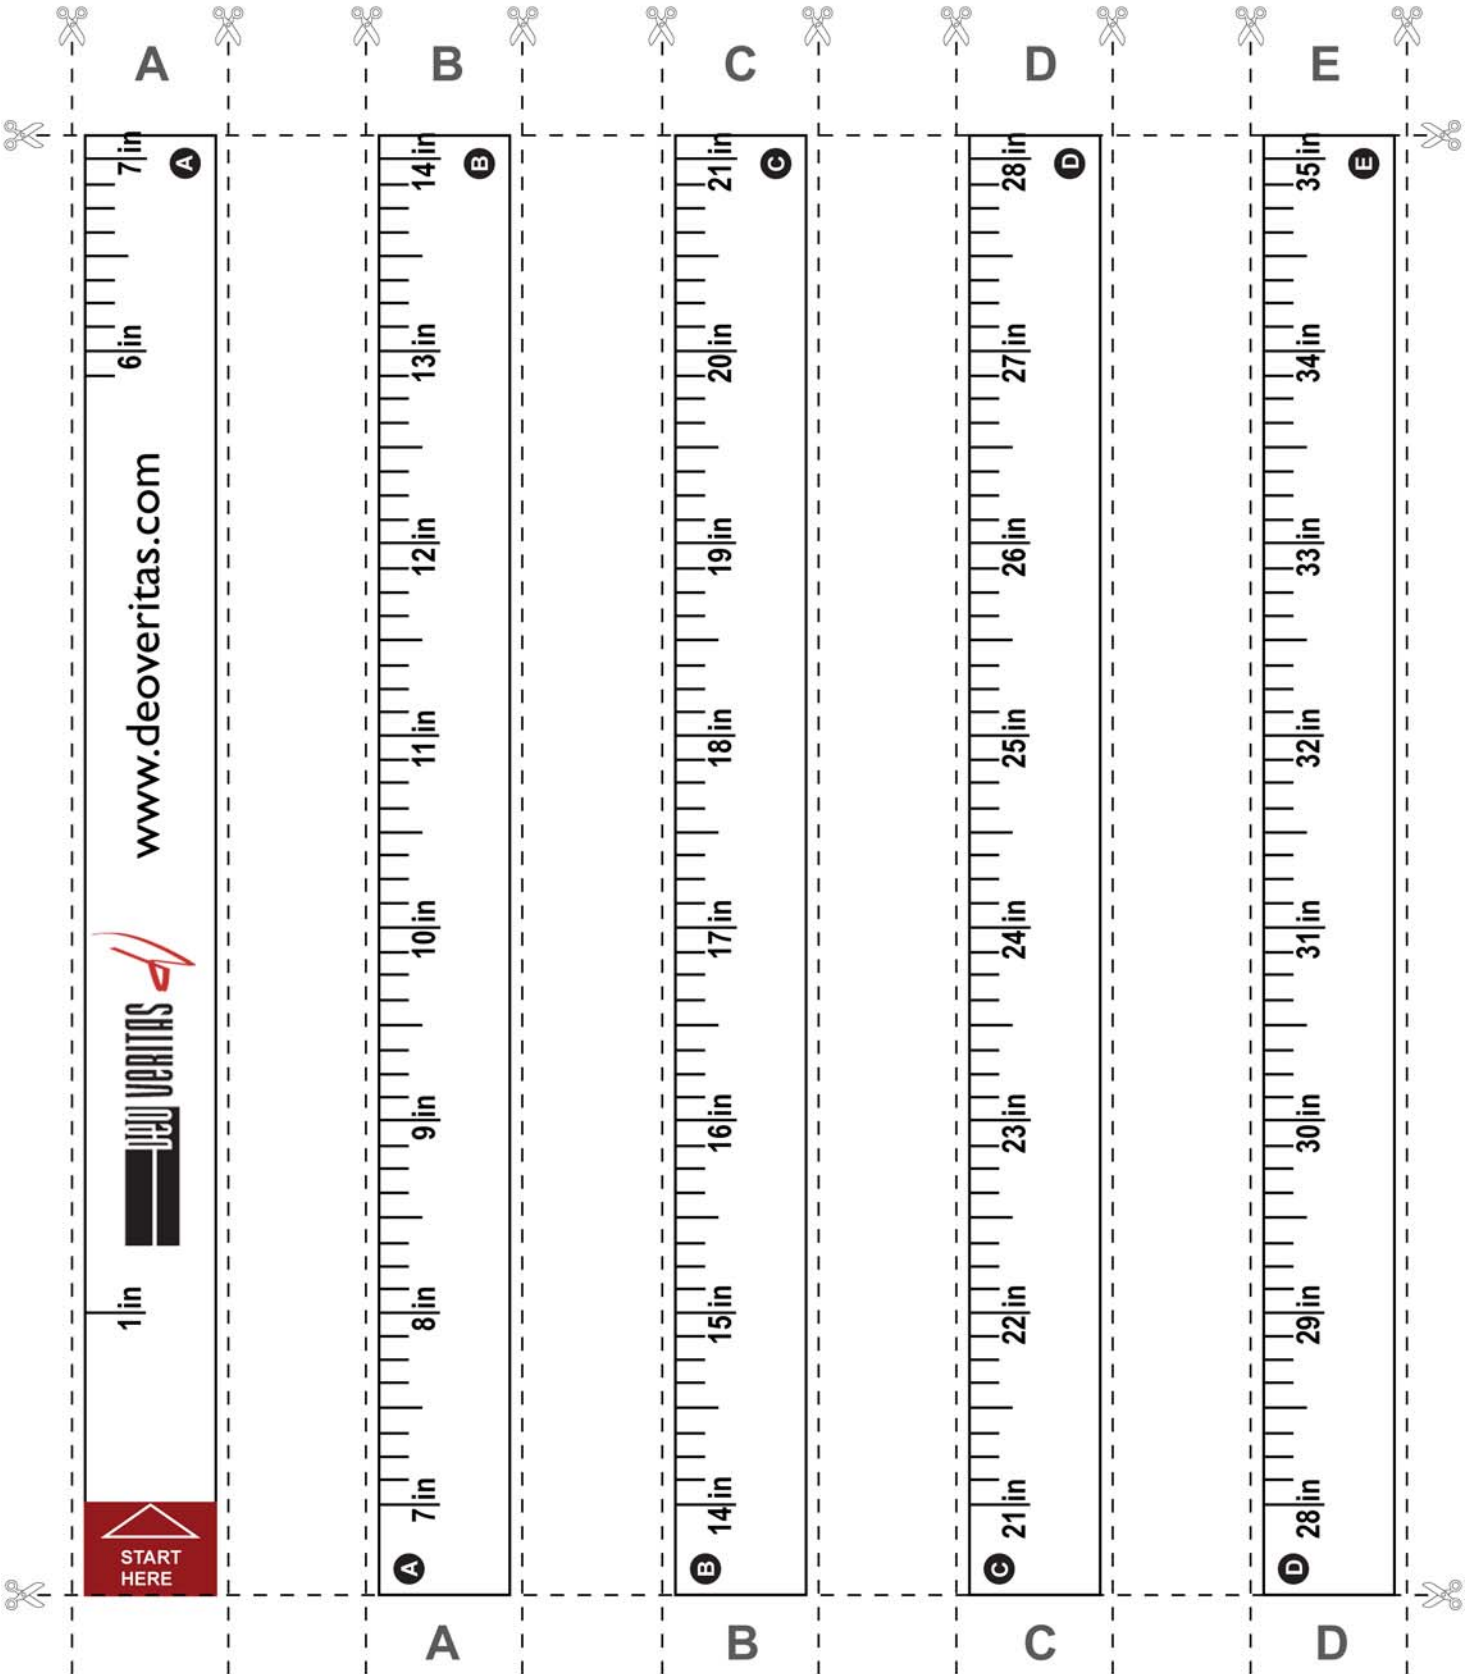 A
B
C
D
E
7 in
A
6 in
www.deoveritas.com
DEO VERITAS
1 in
START
HERE
14 in
B
13 in
12 in
11 in
10 in
9 in
8 in
7 in
A
21 in
C
20 in
19 in
18 in
17 in
16 in
15 in
14 in
B
28 in
D
27 in
26 in
25 in
24 in
23 in
22 in
21 in
C
35 in
E
34 in
33 in
32 in
31 in
30 in
29 in
28 in
D
A
B
C
D